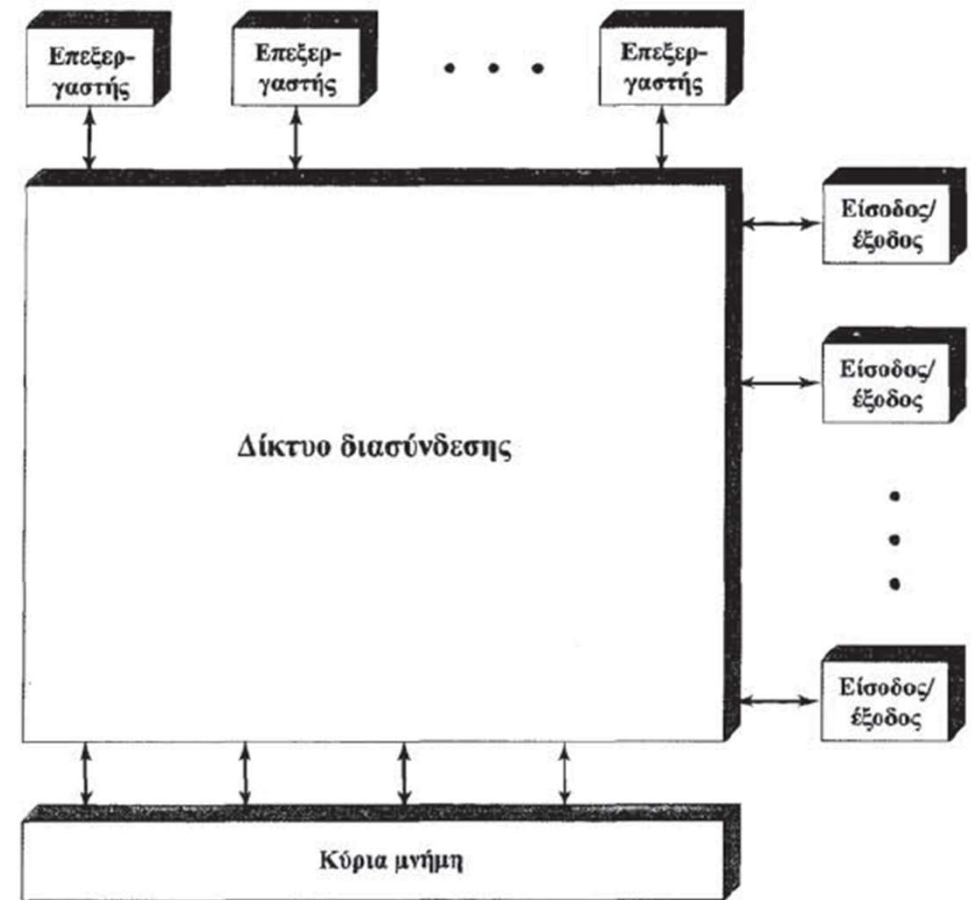 Επεξερ-
γαστής
Επεξερ-
γαστής
Επεξερ-
γαστής
Είσοδος/
έξοδος
Είσοδος/
έξοδος
Δίκτυο διασύνδεσης
Είσοδος/
έξοδος
Κύρια μνήμη